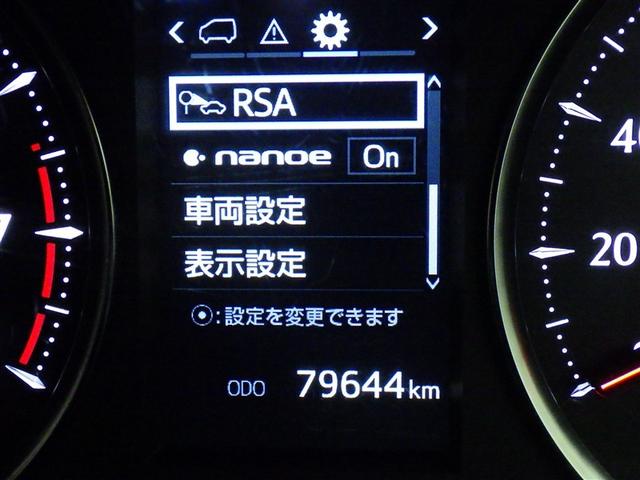 RSA
nanoe On
車両設定
表示設定
⦿:設定を変更できます
ODO 79644km
20